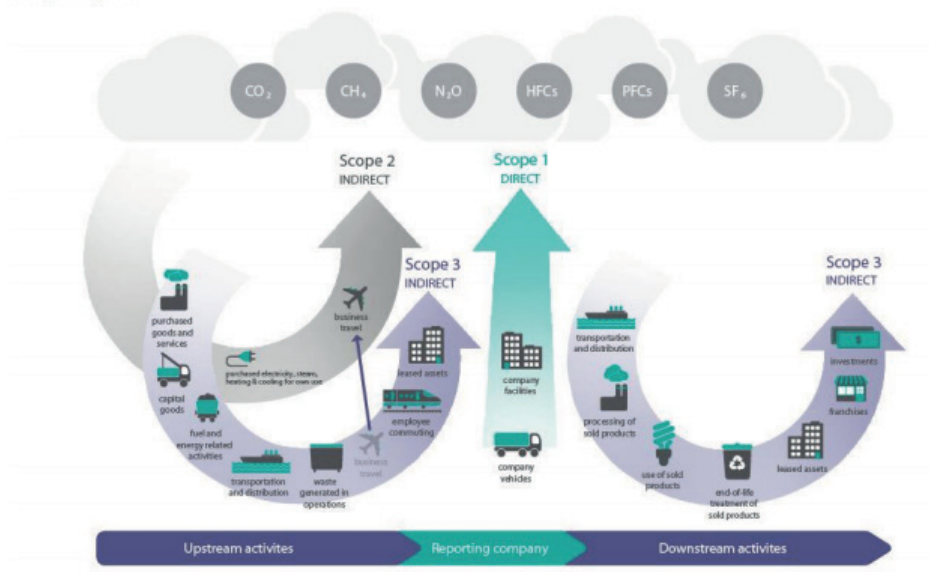 CO₂ CH₄ N₂O HFCs PFCs SF₆
Scope 2
INDIRECT
Scope 1
DIRECT
Scope 3
INDIRECT
Scope 3
INDIRECT
purchased
goods and
services
capital
goods
fuel and
energy related
activities
transportation
and distribution
waste
generated in
operations
business
travel
purchased electricity, steam,
heating & cooling for own use
business
travel
employee
commuting
leased assets
company
facilities
company
vehicles
transportation
and distribution
processing of
sold products
use of sold
products
end-of-life
treatment of
sold products
leased assets
franchises
investments
$
Upstream activites
Reporting company
Downstream activites